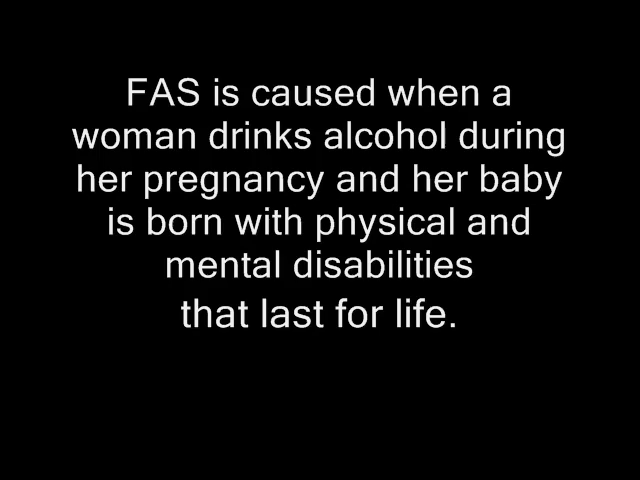 FAS is caused when a
woman drinks alcohol during
her pregnancy and her baby
is born with physical and
mental disabilities
that last for life.